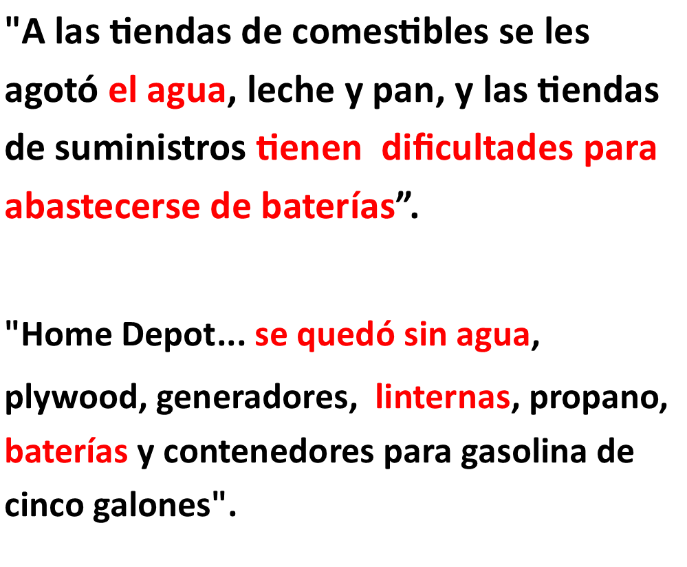 "A las tiendas de comestibles se les
agotó el agua, leche y pan, y las tiendas
de suministros tienen  dificultades para
abastecerse de baterías”.
"Home Depot... se quedó sin agua,
plywood, generadores,  linternas, propano,
baterías y contenedores para gasolina de
cinco galones".